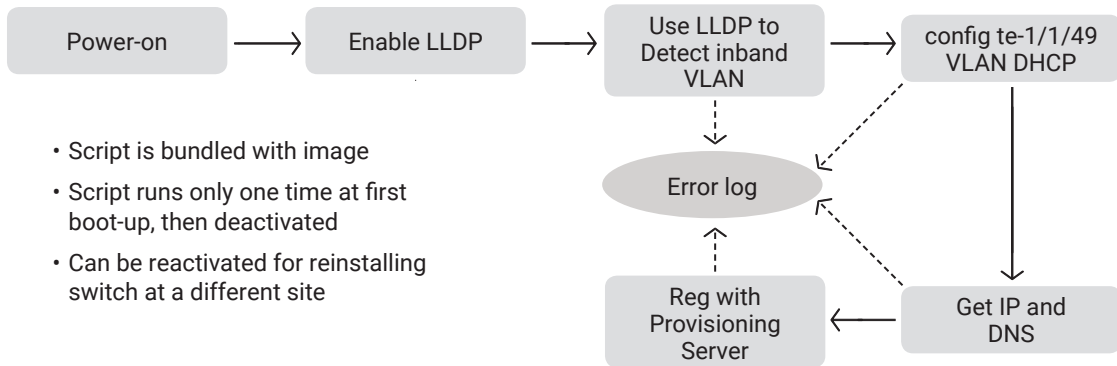 Power-on
Enable LLDP
Use LLDP to
Detect inband
VLAN
config te-1/1/49
VLAN DHCP
• Script is bundled with image
• Script runs only one time at first
boot-up, then deactivated
• Can be reactivated for reinstalling
switch at a different site
Error log
Reg with
Provisioning
Server
Get IP and
DNS